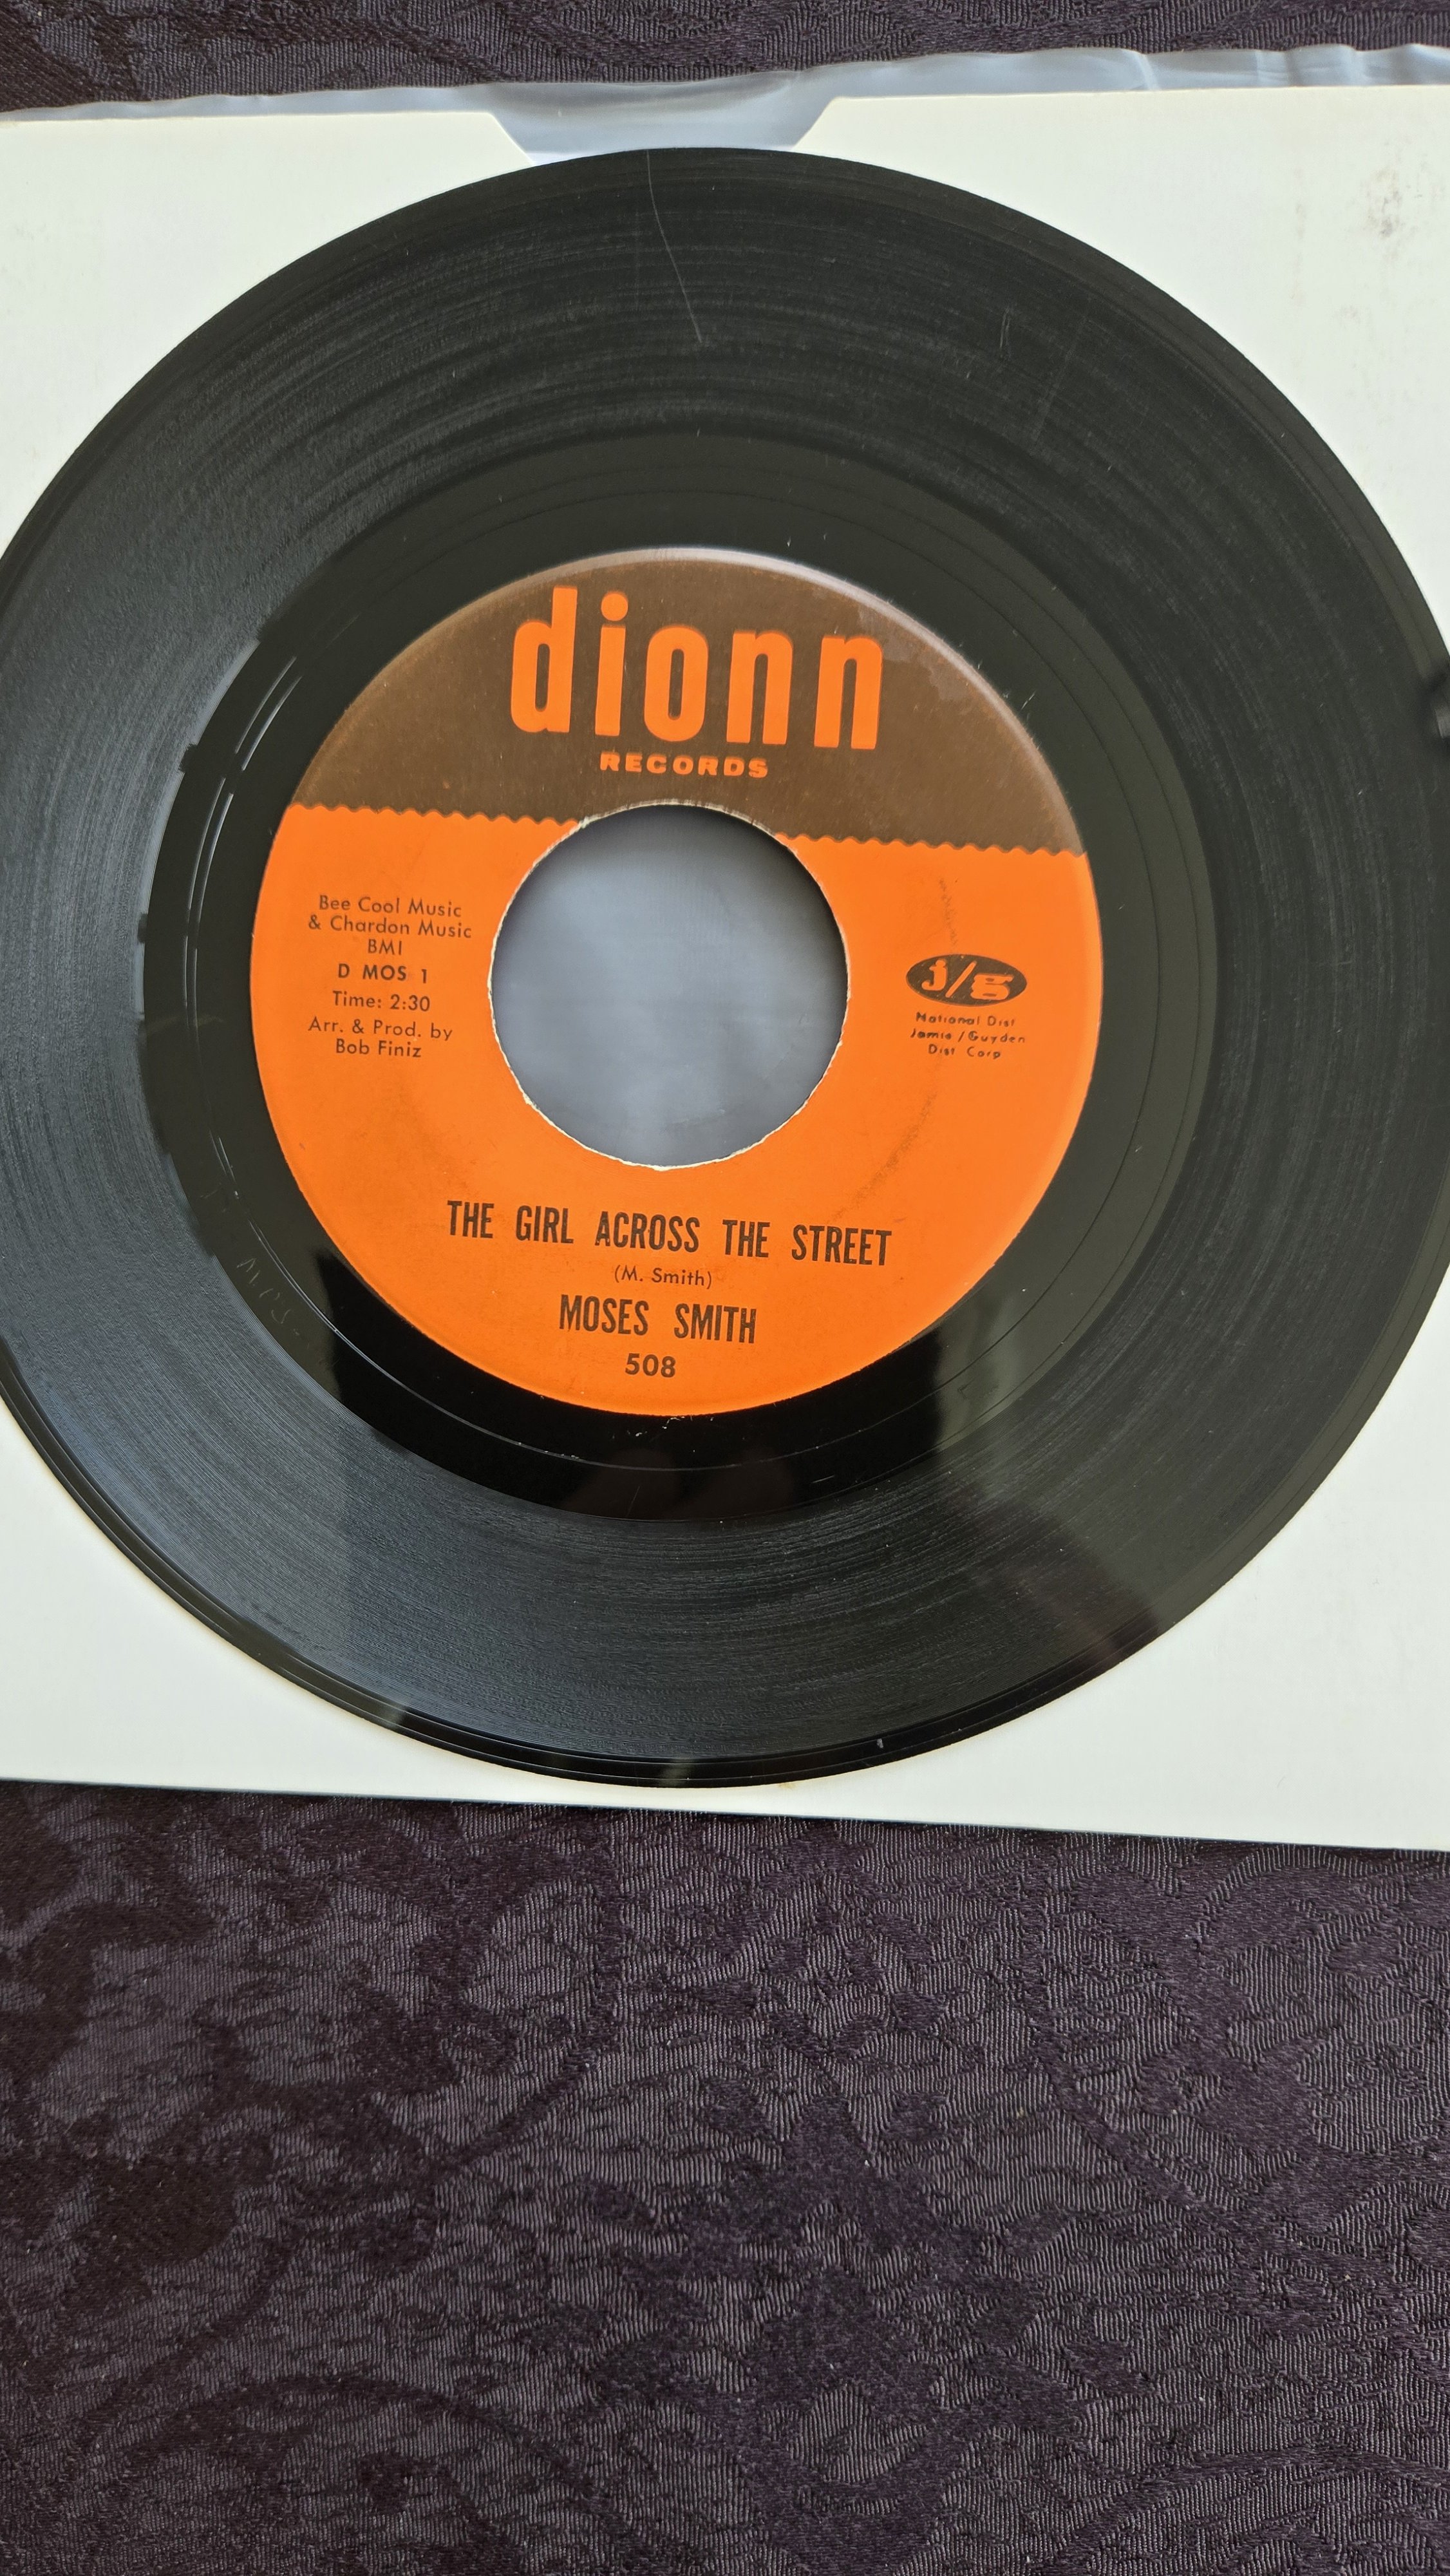 dionn
RECORDS
Bee Cool Music
& Chardon Music
BMI
D MOS 1
Time: 2:30
Arr. & Prod. by
Bob Finiz
j/g
National Dist
Jamie / Guyden
Dist Corp
THE GIRL ACROSS THE STREET
(M. Smith)
MOSES SMITH
508